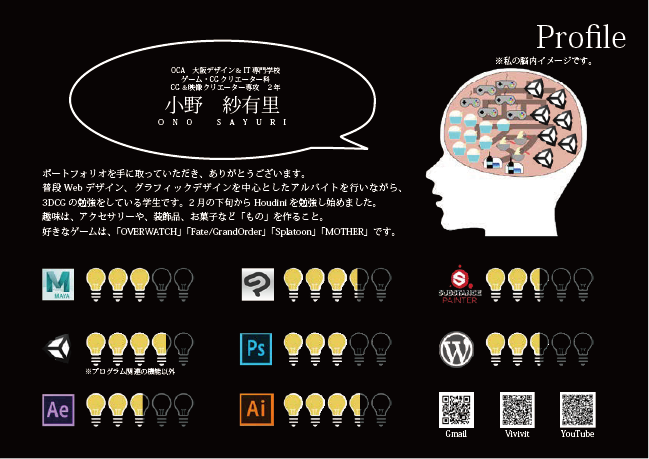 Profile
※私の脳内イメージです。
OCA 大阪デザイン&IT専門学校
ゲーム・CGクリエーター科
CG&映像クリエーター専攻 2年
小野 紗有里
ONO SAYURI
ポートフォリオを手に取っていただき、ありがとうございます。
普段Webデザイン、グラフィックデザインを中心としたアルバイトを行いながら、
3DCGの勉強をしている学生です。2月の下旬からHoudiniを勉強し始めました。
趣味は、アクセサリーや、装飾品、お菓子など「もの」を作ること。
好きなゲームは、「OVERWATCH」「Fate/GrandOrder」「Splatoon」「MOTHER」です。
M
MAYA
S
SUBSTANCE
PAINTER
※プログラム関連の機能以外
Ps
W
Ae
Ai
Gmail
Vivivit
YouTube